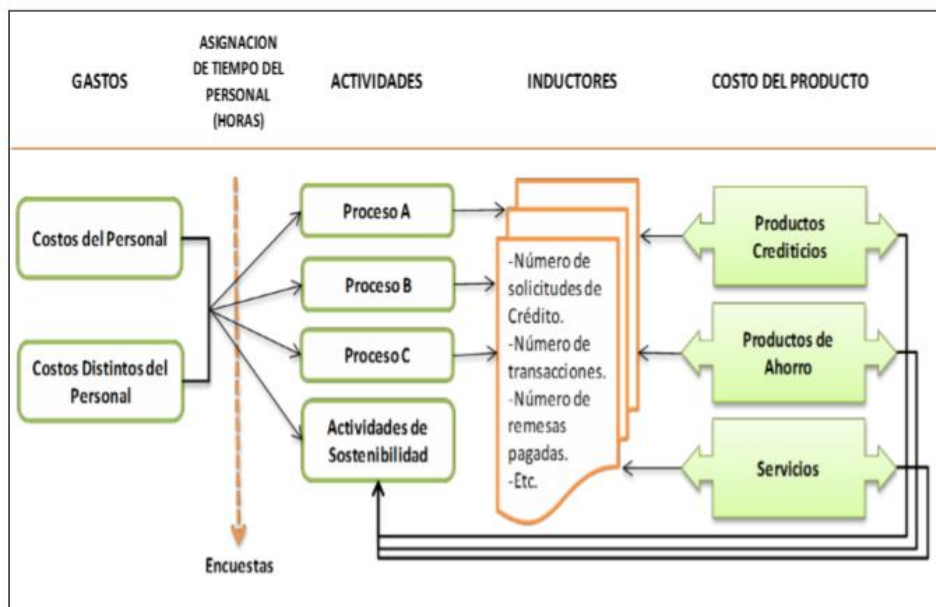 GASTOS
ASIGNACION
DE TIEMPO DEL
PERSONAL
(HORAS)
ACTIVIDADES
INDUCTORES
COSTO DEL PRODUCTO
Costos del Personal
Costos Distintos del
Personal
Encuestas
Proceso A
Proceso B
Proceso C
Actividades de
Sostenibilidad
-Número de
solicitudes de
Crédito.
-Número de
transacciones.
-Número de
remesas
pagadas.
-Etc.
Productos
Crediticios
Productos de
Ahorro
Servicios